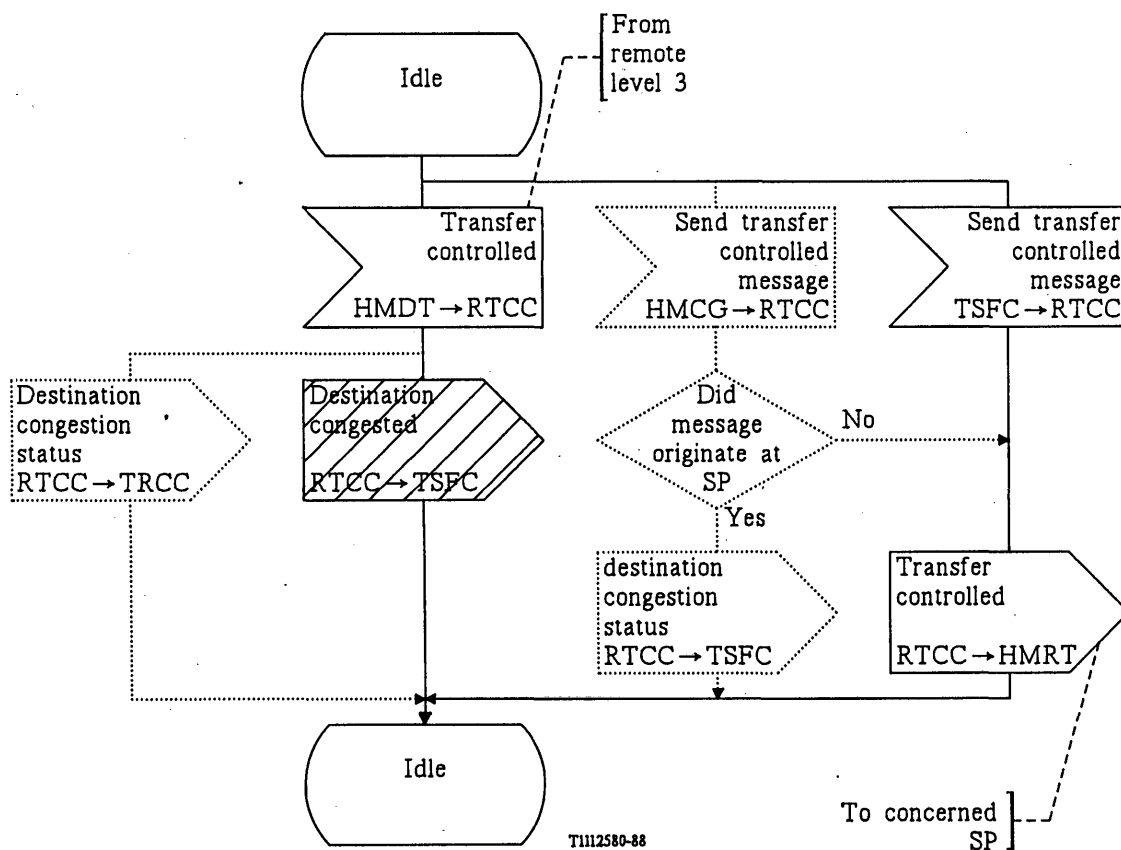 From
remote
level 3
Idle
Transfer
controlled
HMDT→RTCC
Send transfer
controlled
message
HMCG→RTCC
Send transfer
controlled
message
TSFC→RTCC
Destination
congestion
status
RTCC→TRCC
Destination
congested
RTCC→TSFC
Did
message
originate at
SP
No
Yes
destination
congestion
status
RTCC→TSFC
Transfer
controlled
RTCC→HMRT
Idle
To concerned
SP
T1112580-88